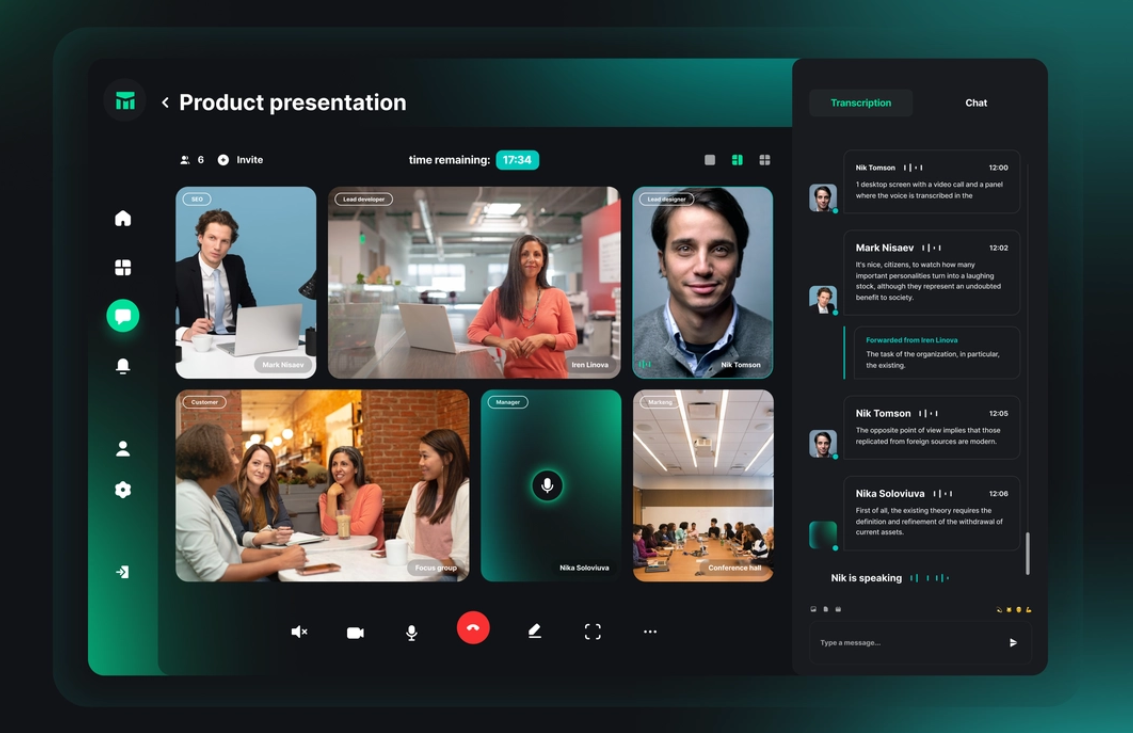 Product presentation
6 Invite
time remaining: 17:34
SEO
Mark Nisaev
Lead developer
Iren Linova
Lead designer
Nik Tomson
Customer
Focus group
Manager
Nika Soloviuva
Marketing
Conference hall
Transcription
Chat
Nik Tomson 12:00
1 desktop screen with a video call and a panel
where the voice is transcribed in the
Mark Nisaev 12:02
It's nice, citizens, to watch how many
important personalities turn into a laughing
stock, although they represent an undoubted
benefit to society.
Forwarded from Iren Linova
The task of the organization, in particular,
the existing.
Nik Tomson 12:05
The opposite point of view implies that those
replicated from foreign sources are modern.
Nika Soloviuva 12:06
First of all, the existing theory requires the
definition and refinement of the withdrawal of
current assets.
Nik is speaking
Type a message...